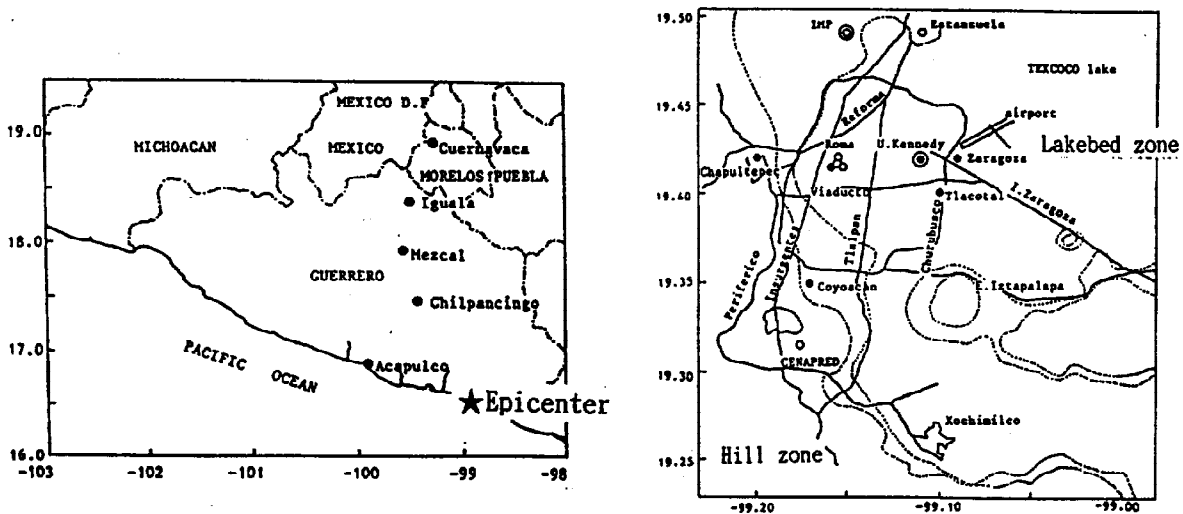 MEXICO D.F
19.0
MICHOACAN
MEXICO
Cuernavaca
MORELOS PUEBLA
Iguala
18.0
Mezcal
GUERRERO
Chilpancingo
17.0
Acapulco
PACIFIC OCEAN
Epicenter
16.0
-103
-102
-101
-100
-99
-98
19.50
IMP
Estanzuela
TEXCOCO lake
19.45
Reforma
airport
Roma
U.Kennedy
Lakebed zone
Zaragoza
Chapultepec
Viaducto
19.40
Tlacotal
I.Zaragoza
Churubusco
Tlalpan
Insurgentes
Periferico
19.35
Coyoacan
E.Iztapalapa
CENAPRED
19.30
Xochimilco
Hill zone
19.25
-99.20
-99.10
-99.00